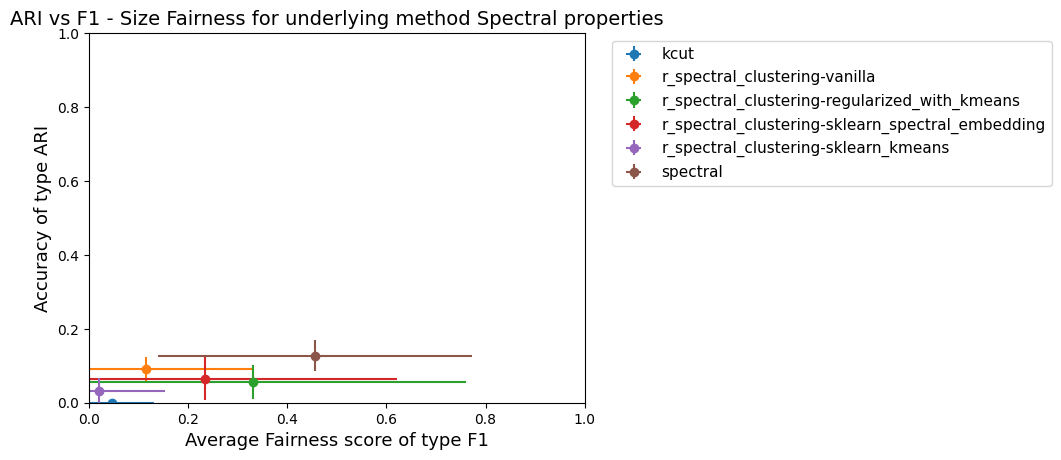 ARI vs F1 - Size Fairness for underlying method Spectral properties
1.0
0.8
0.6
0.4
0.2
0.0
Accuracy of type ARI
0.0 0.2 0.4 0.6 0.8 1.0
Average Fairness score of type F1
kcut
r_spectral_clustering-vanilla
r_spectral_clustering-regularized_with_kmeans
r_spectral_clustering-sklearn_spectral_embedding
r_spectral_clustering-sklearn_kmeans
spectral